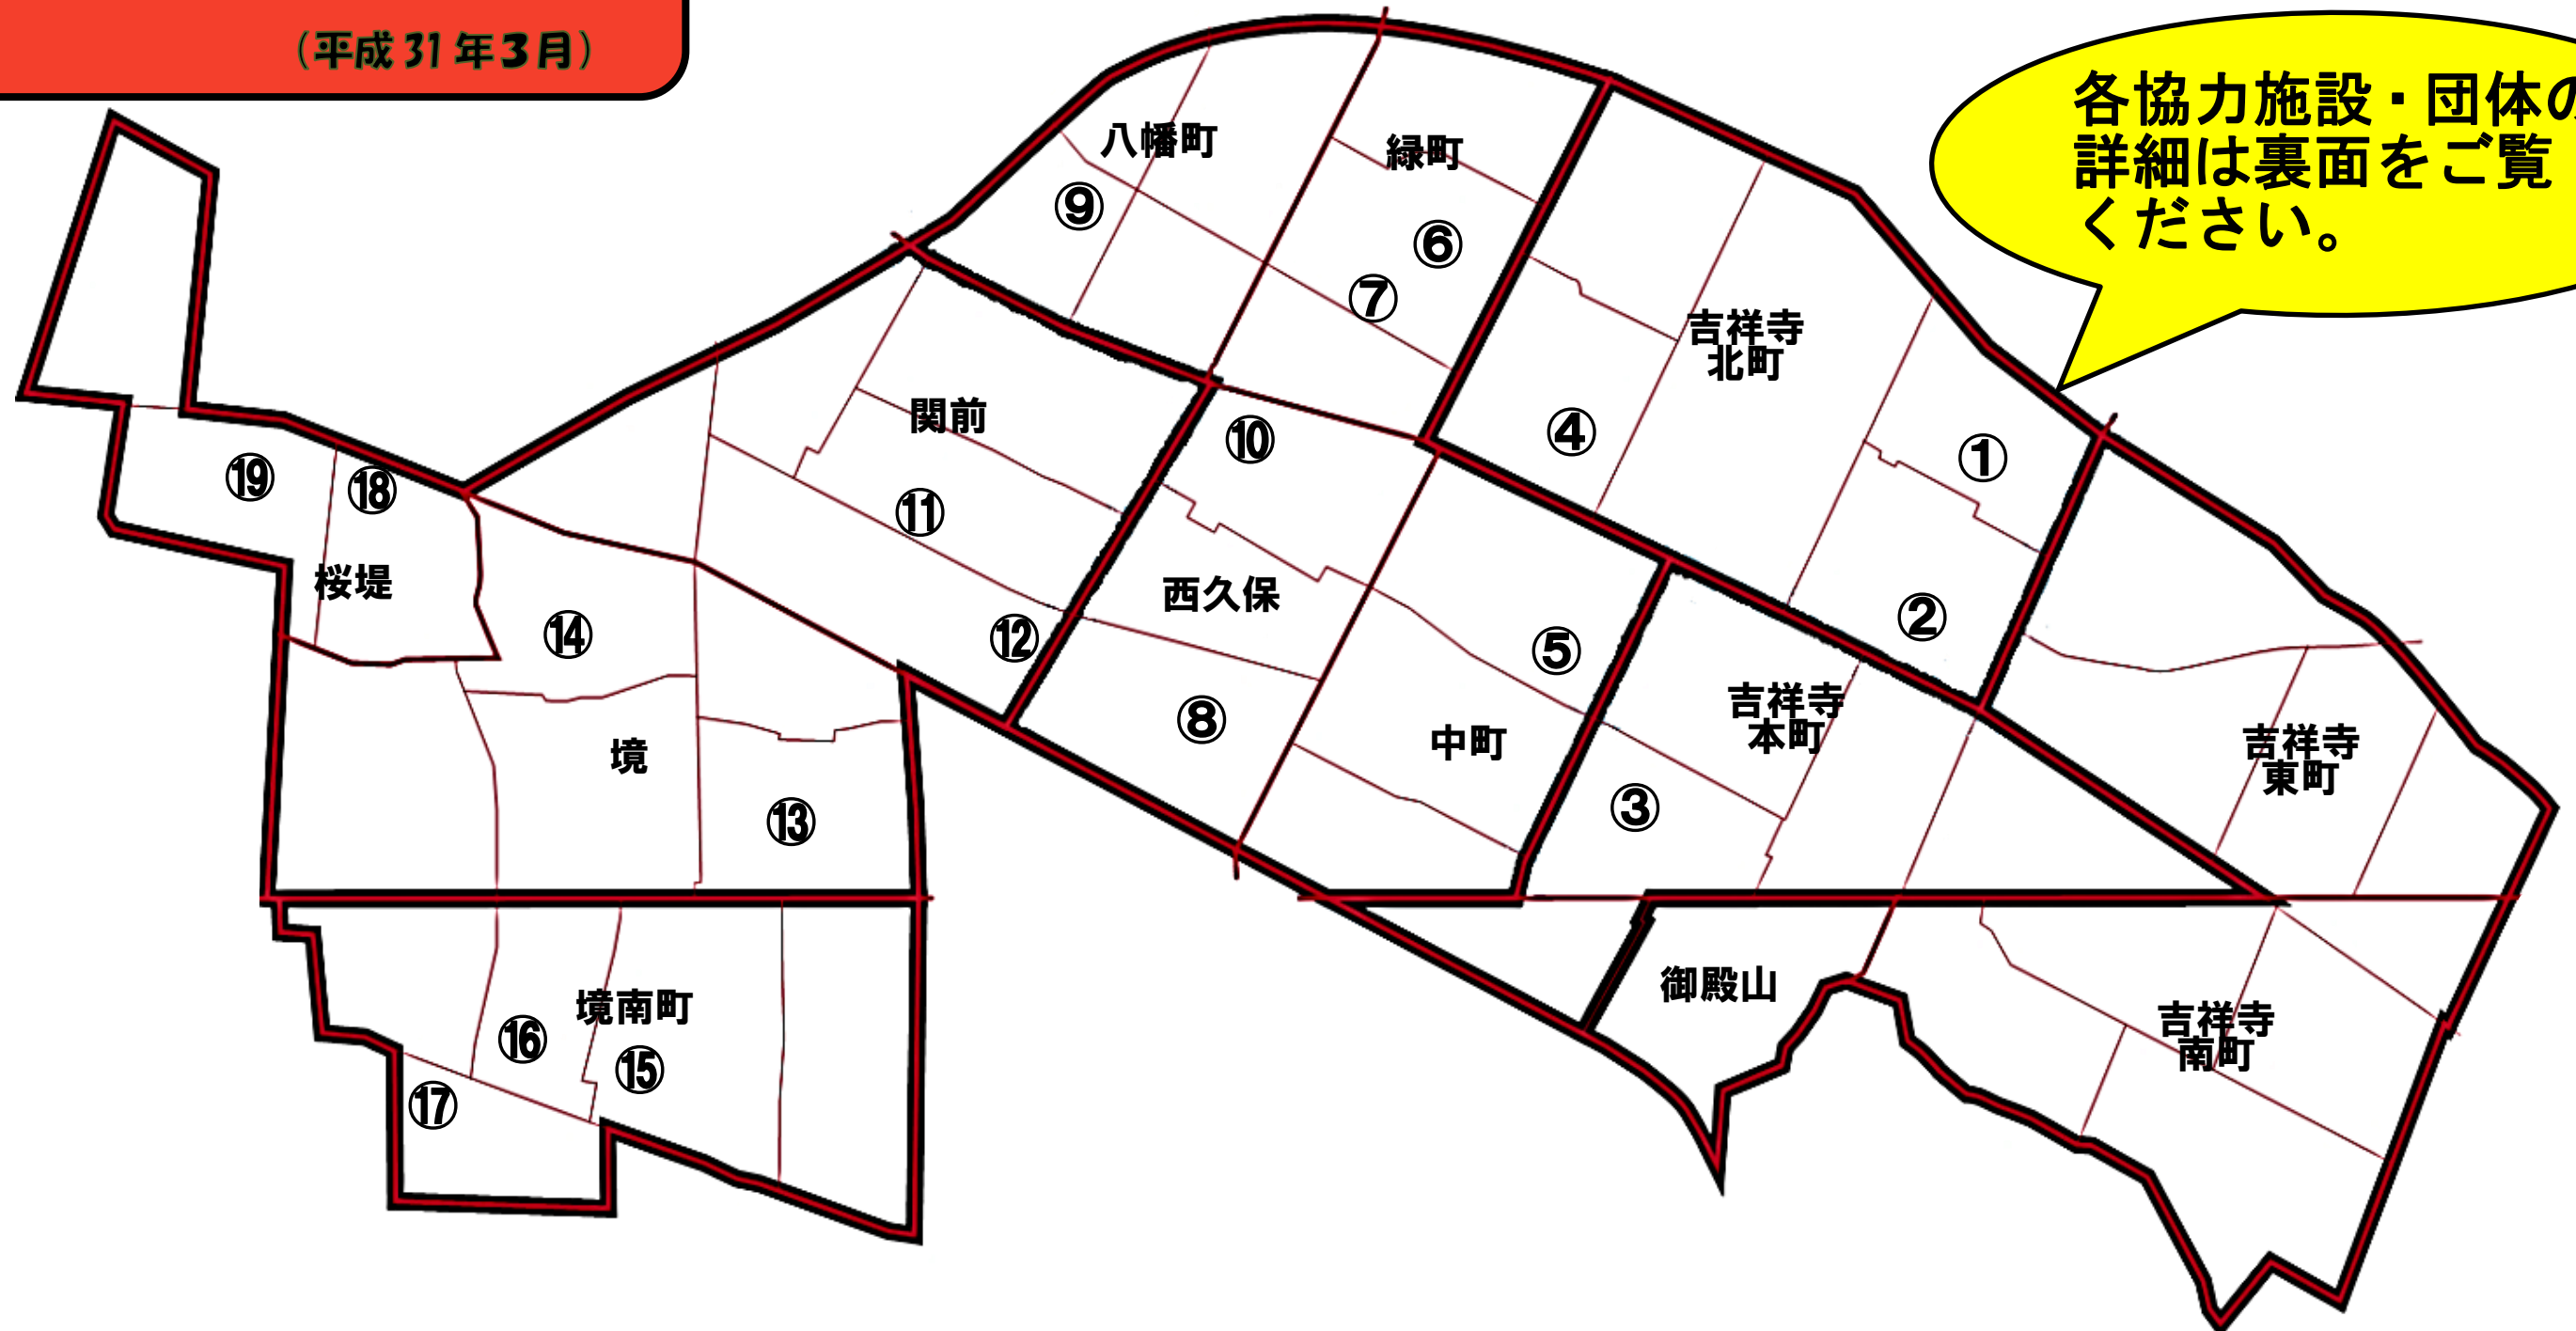 （平成31年3月）
各協力施設・団体の
詳細は裏面をご覧
ください。
八幡町
緑町
⑨
⑥
⑦
吉祥寺
北町
関前
⑩
④
①
⑲
⑱
⑪
桜堤
西久保
⑭
⑫
⑤
②
⑧
境
中町
吉祥寺
本町
吉祥寺
東町
⑬
③
境南町
御殿山
吉祥寺
南町
⑯
⑮
⑰